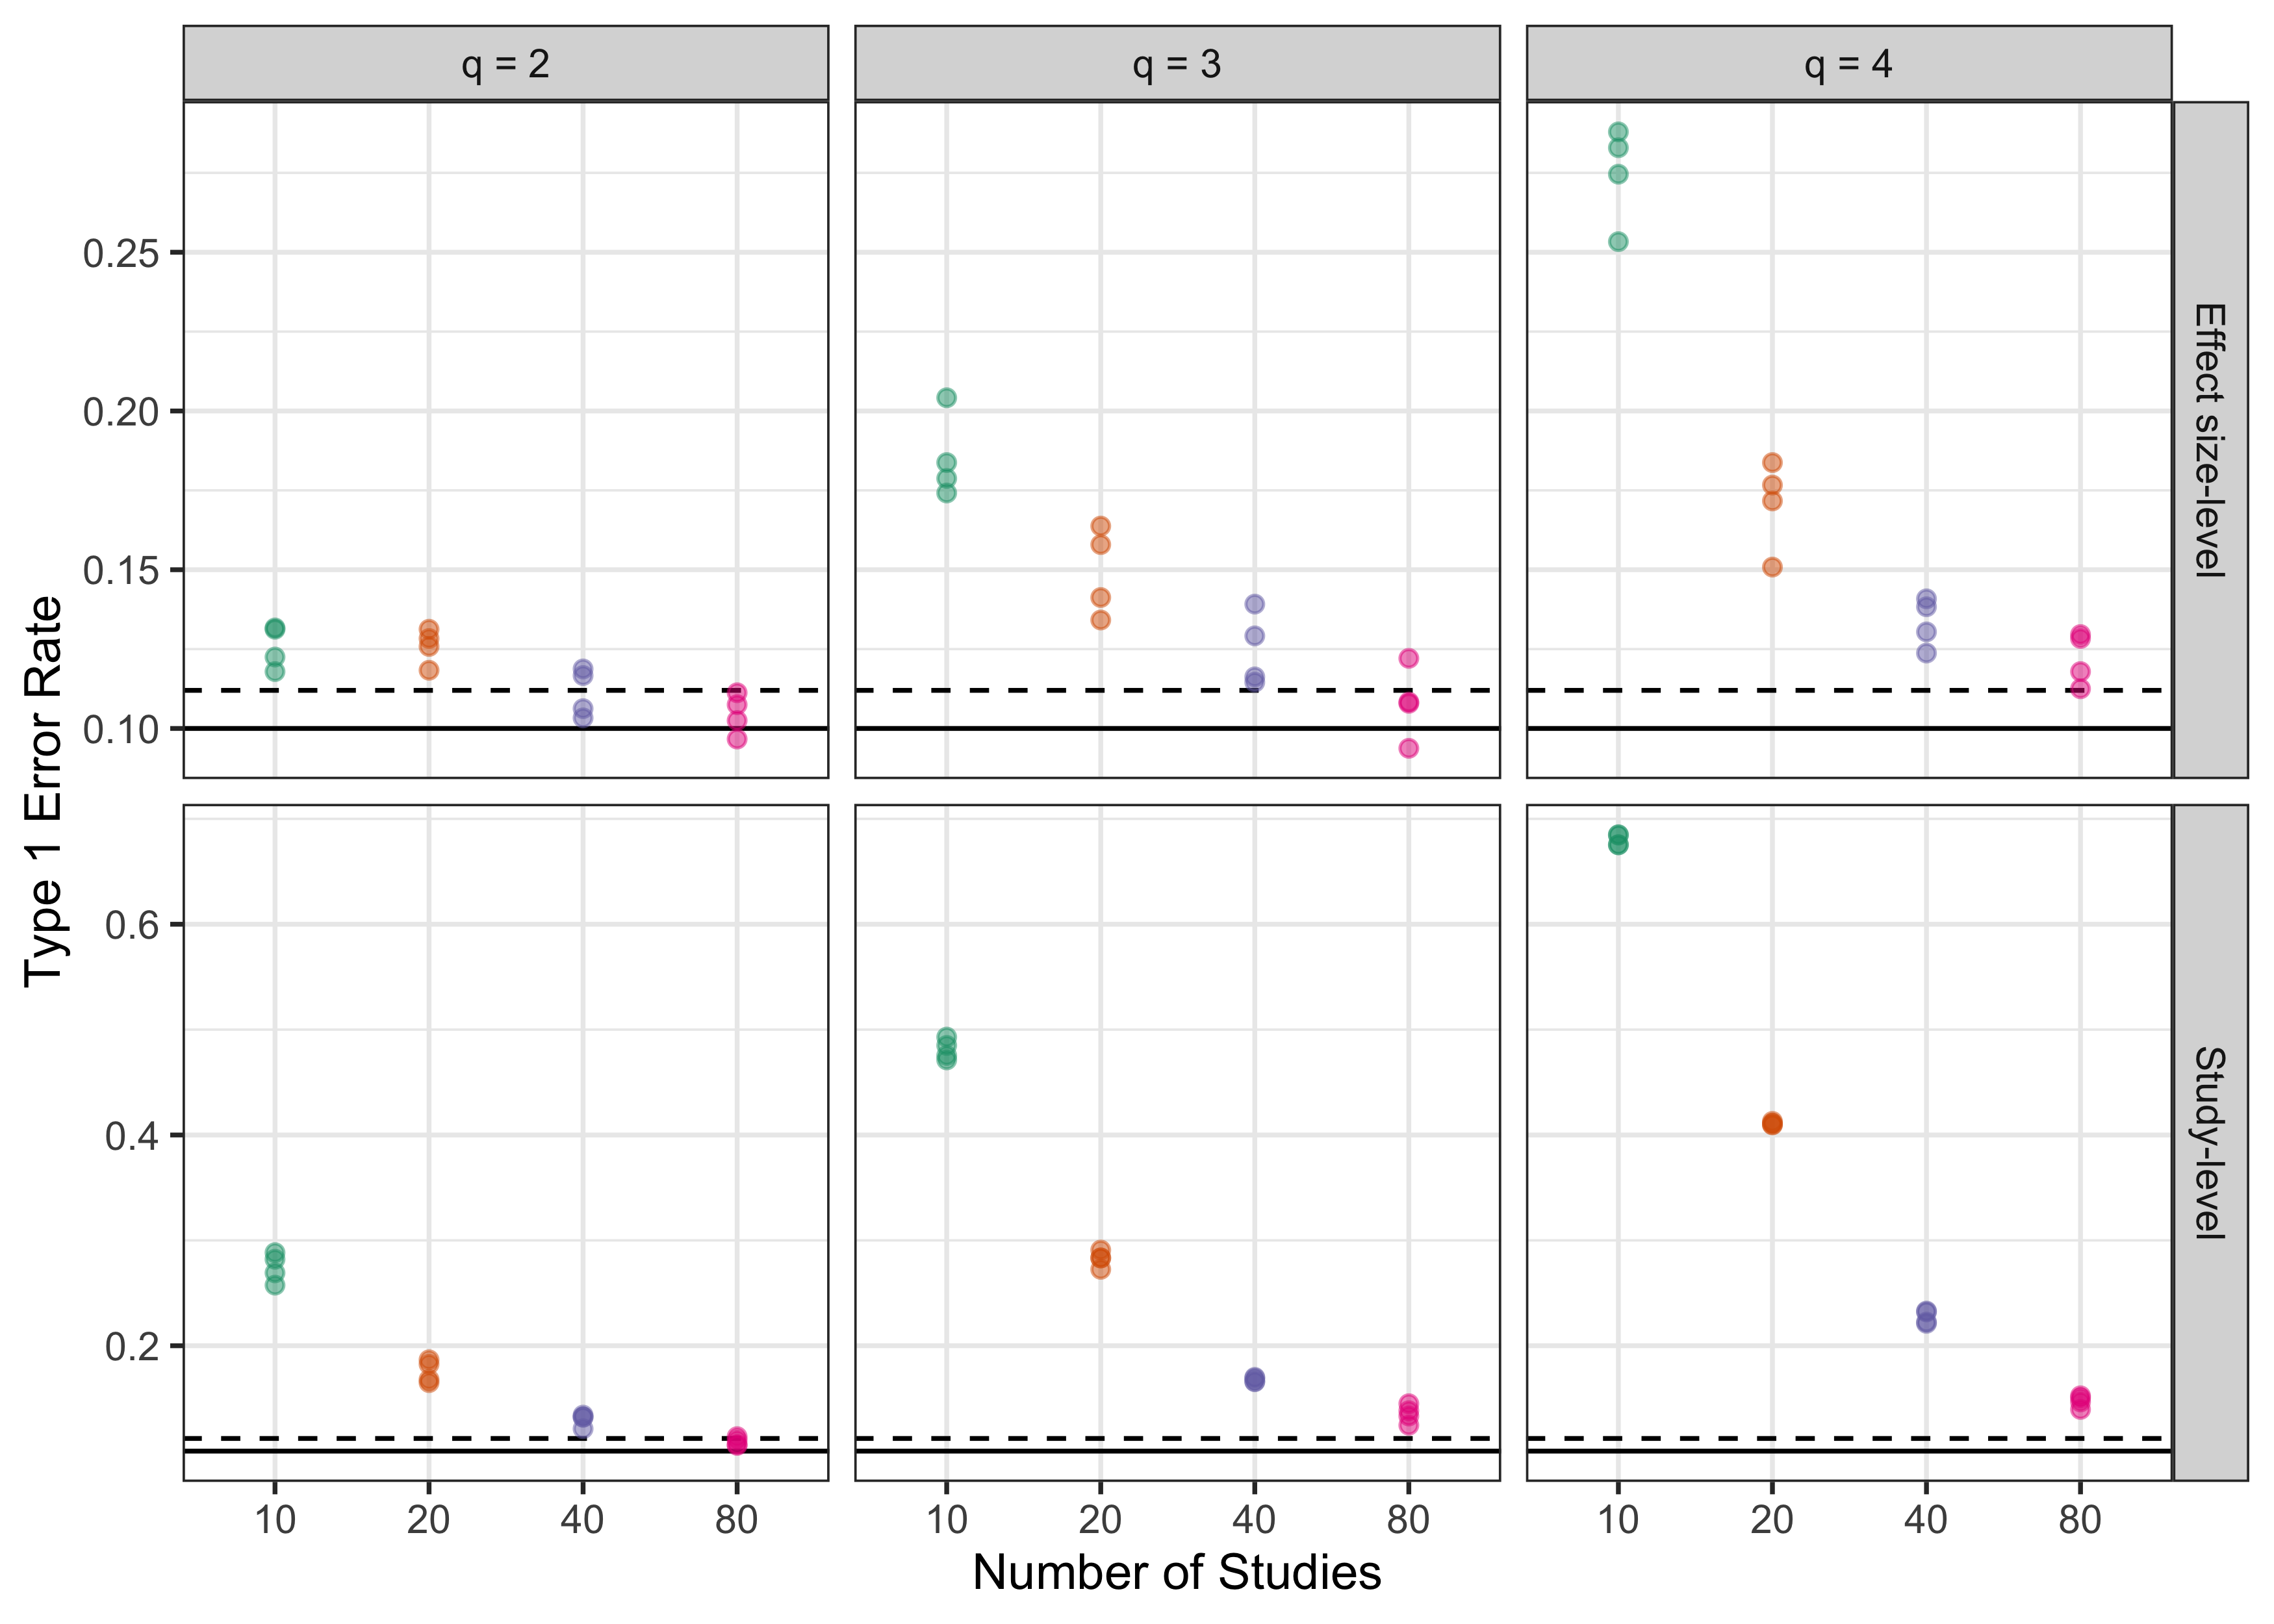 q = 2
q = 3
q = 4
0.25
0.20
0.15
0.10
Effect size-level
Type 1 Error Rate
0.6
0.4
0.2
Study-level
10 20 40 80
10 20 40 80
10 20 40 80
Number of Studies